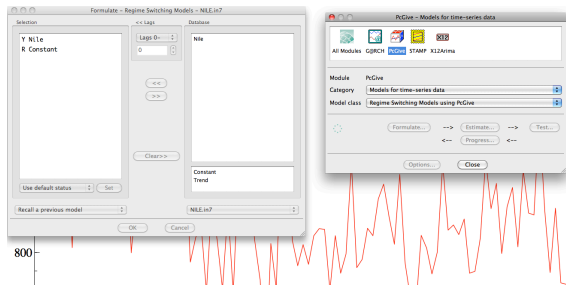 Formulate - Regime Switching Models - NILE.in7
Selection
<< Lags
Database
Y Nile
R Constant
Lags 0-
0
Nile
<<
>>
Clear>>
Constant
Trend
Use default status
Set
Recall a previous model
NILE.in7
OK
Cancel
PcGive - Models for time-series data
All Modules
G@RCH
PcGive
STAMP
X12Arima
X12
Module
PcGive
Category
Models for time-series data
Model class
Regime Switching Models using PcGive
Formulate...
-->
Estimate...
-->
Test...
<--
Progress...
<--
Options...
Close
800